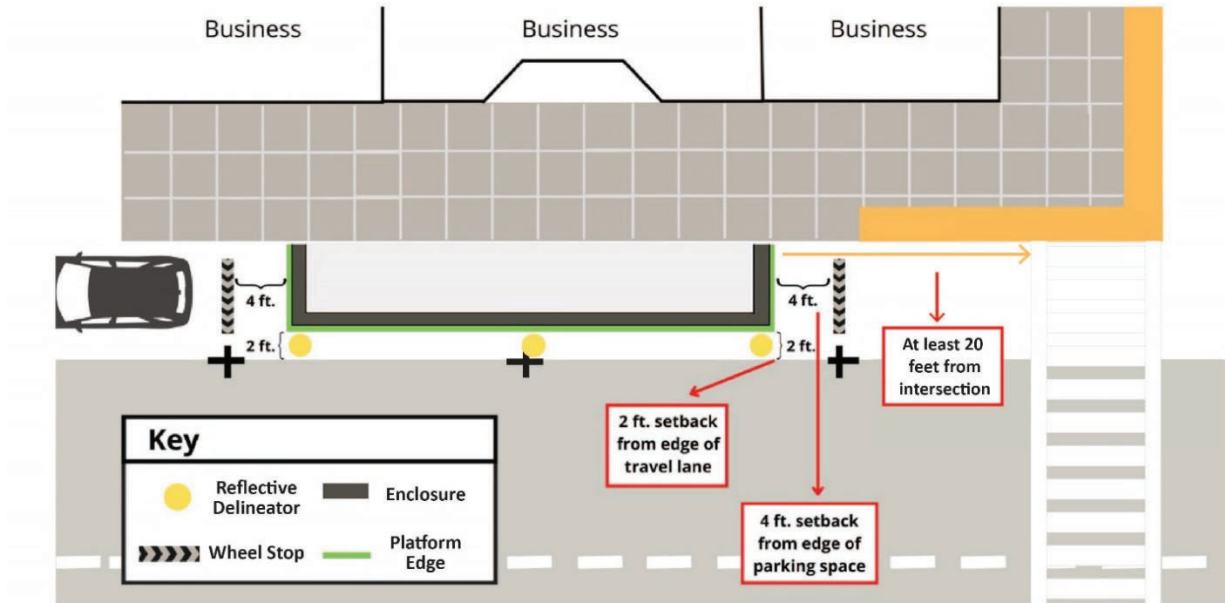 Business
Business
Business
4 ft.
4 ft.
2 ft.
2 ft.
At least 20
feet from
intersection
2 ft. setback
from edge of
travel lane
4 ft. setback
from edge of
parking space
Key
Reflective
Delineator
Enclosure
Wheel Stop
Platform
Edge